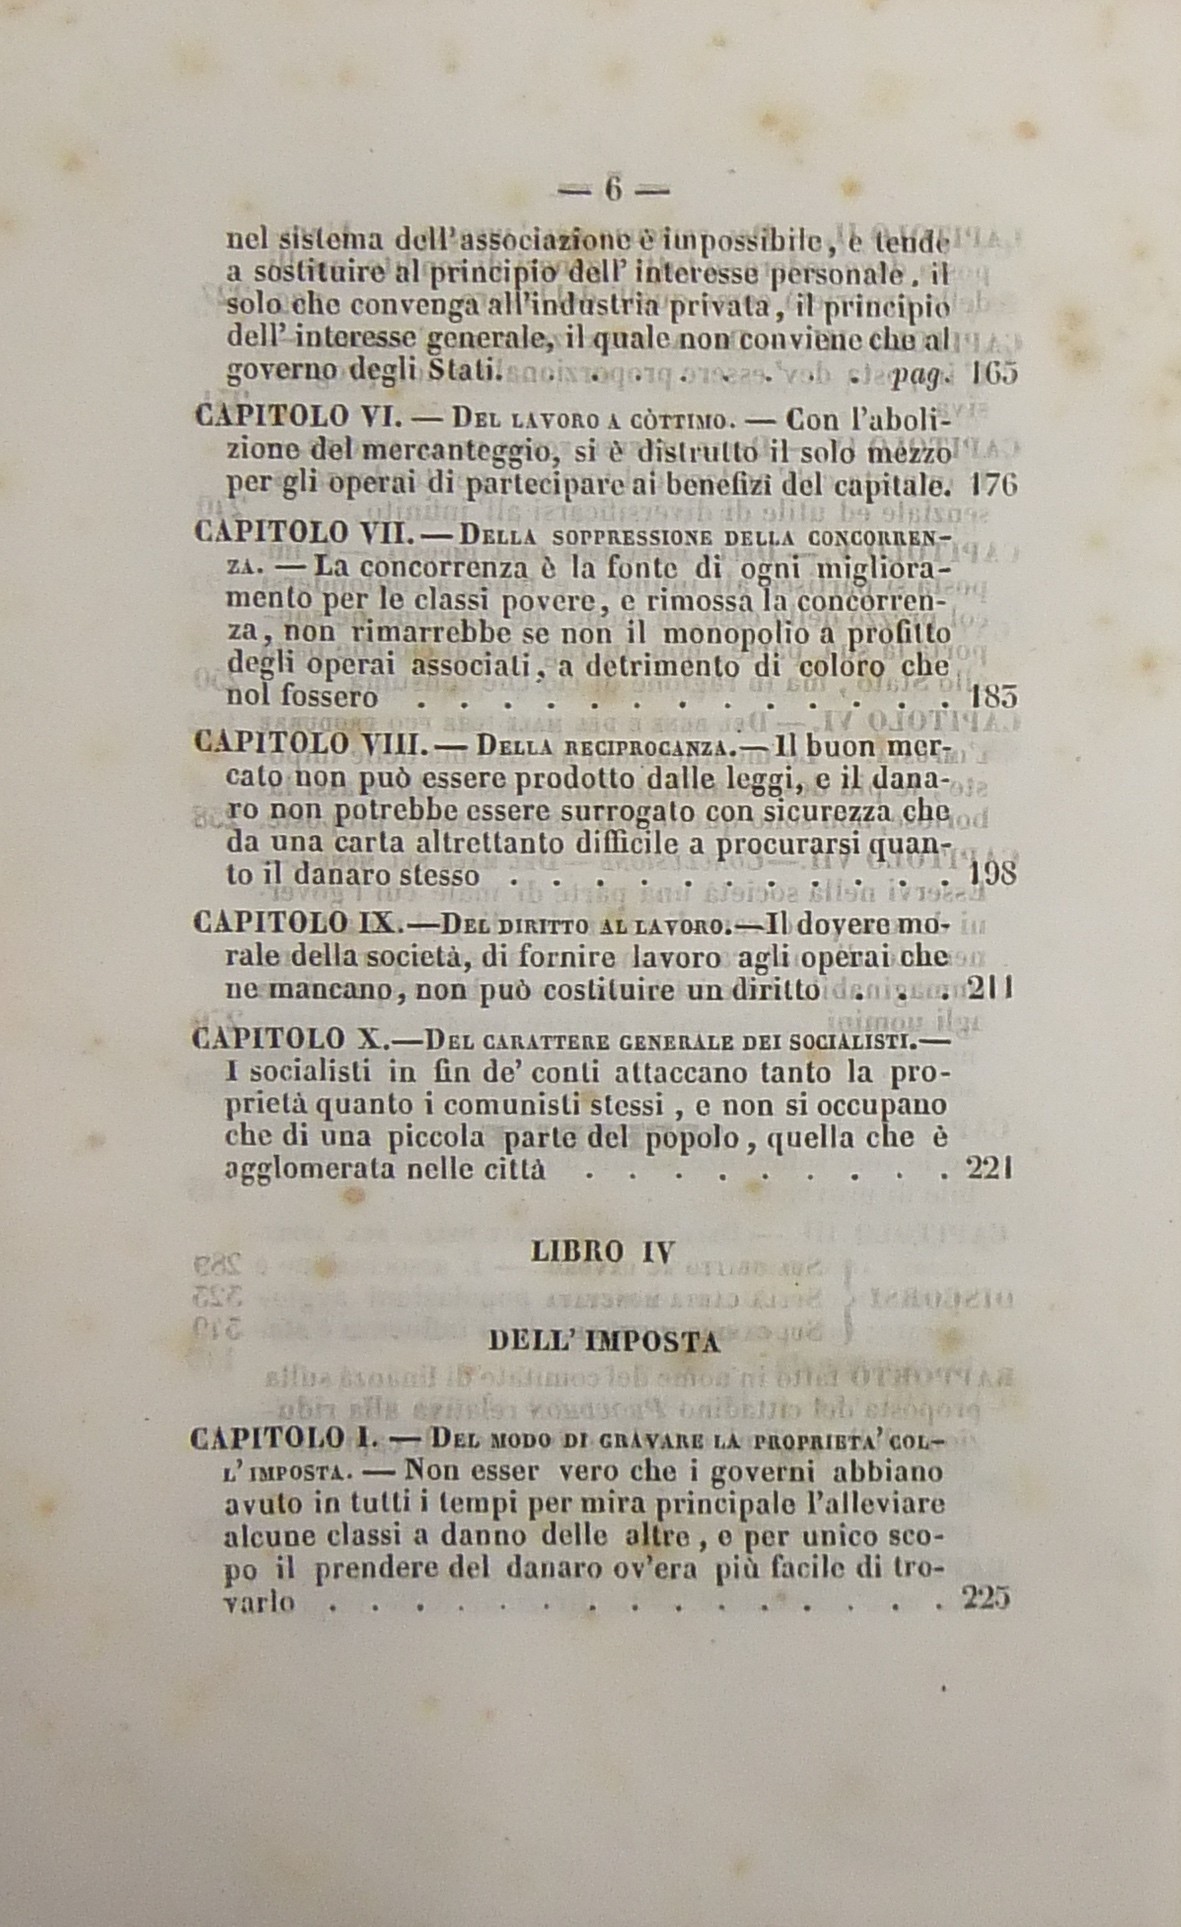 — 6 —
nel sistema dell'associazione è impossibile, e tende
a sostituire al principio dell' interesse personale, il
solo che convenga all'industria privata, il principio
dell' interesse generale, il quale non conviene che al
governo degli Stati. . . . . . . . . pag. 165
CAPITOLO VI. — DEL LAVORO A CÒTTIMO. — Con l'aboli-
zione del mercanteggio, si è distrutto il solo mezzo
per gli operai di partecipare ai benefizi del capitale. 176
CAPITOLO VII. — DELLA SOPPRESSIONE DELLA CONCORREN-
ZA. — La concorrenza è la fonte di ogni migliora-
mento per le classi povere, e rimossa la concorren-
za, non rimarrebbe se non il monopolio a profitto
degli operai associati, a detrimento di coloro che
nol fossero . . . . . . . . . . . . . 185
CAPITOLO VIII. — DELLA RECIPROCANZA. — Il buon mer-
cato non può essere prodotto dalle leggi, e il dana-
ro non potrebbe essere surrogato con sicurezza che
da una carta altrettanto difficile a procurarsi quan-
to il danaro stesso . . . . . . . . . . . 198
CAPITOLO IX. — DEL DIRITTO AL LAVORO. — Il dovere mo-
rale della società, di fornire lavoro agli operai che
ne mancano, non può costituire un diritto . . . 211
CAPITOLO X. — DEL CARATTERE GENERALE DEI SOCIALISTI. —
I socialisti in fin de' conti attaccano tanto la pro-
prietà quanto i comunisti stessi , e non si occupano
che di una piccola parte del popolo, quella che è
agglomerata nelle città . . . . . . . . . 221
LIBRO IV
DELL' IMPOSTA
CAPITOLO I. — DEL MODO DI GRAVARE LA PROPRIETA' COL-
L' IMPOSTA. — Non esser vero che i governi abbiano
avuto in tutti i tempi per mira principale l'alleviare
alcune classi a danno delle altre , e per unico sco-
po il prendere del danaro ov'era più facile di tro-
varlo . . . . . . . . . . . . . . . 225